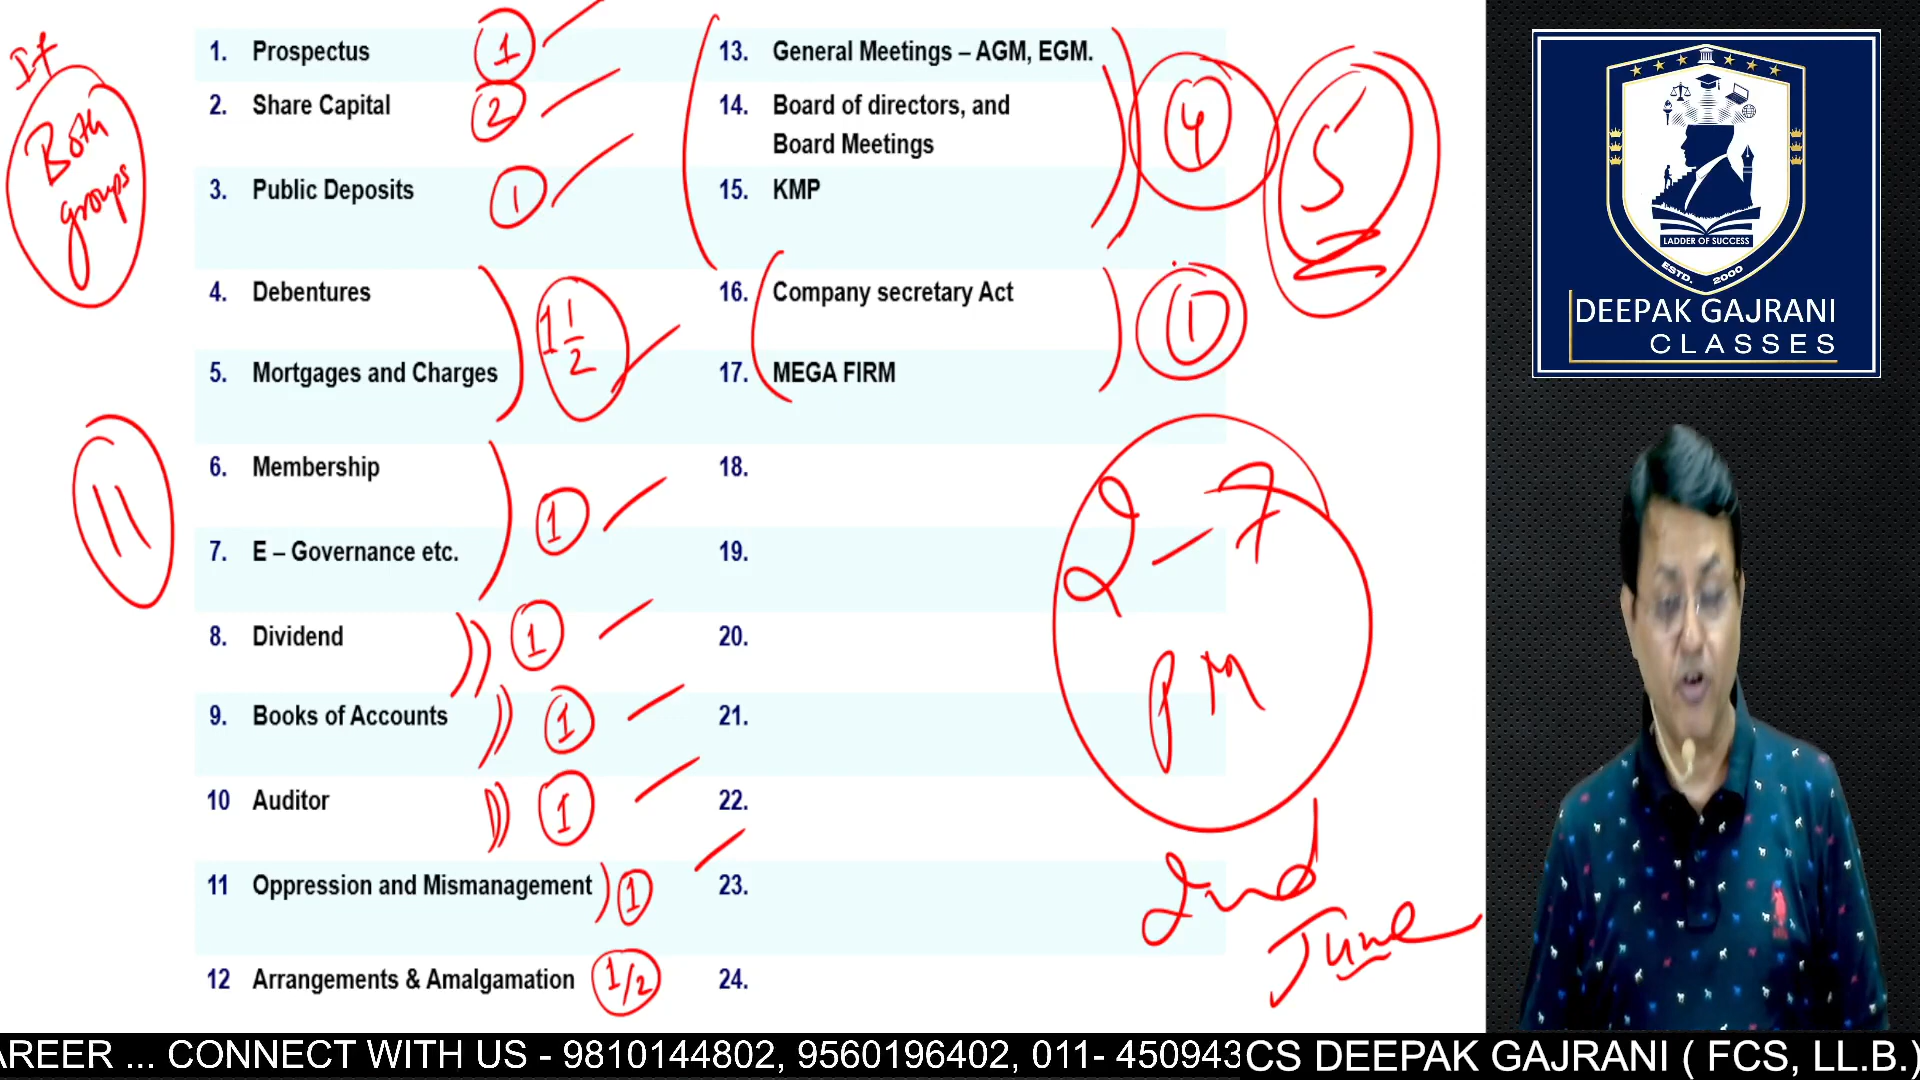 If
Both
groups
11
1. Prospectus 1
2. Share Capital 2
3. Public Deposits 1
4. Debentures
5. Mortgages and Charges
1 1/2
6. Membership
7. E – Governance etc.
1
8. Dividend 1
9. Books of Accounts 1
10 Auditor 1
11 Oppression and Mismanagement 1
12 Arrangements & Amalgamation 1/2
13. General Meetings – AGM, EGM.
14. Board of directors, and
Board Meetings
15. KMP
4
5
16. Company secretary Act
17. MEGA FIRM
1
18.
19.
20.
21.
22.
23.
24.
2 – 7
PM
2nd
June
LADDER OF SUCCESS
ESTD. 2000
DEEPAK GAJRANI
CLASSES
AREER ... CONNECT WITH US - 9810144802, 9560196402, 011- 450943
CS DEEPAK GAJRANI ( FCS, LL.B.)